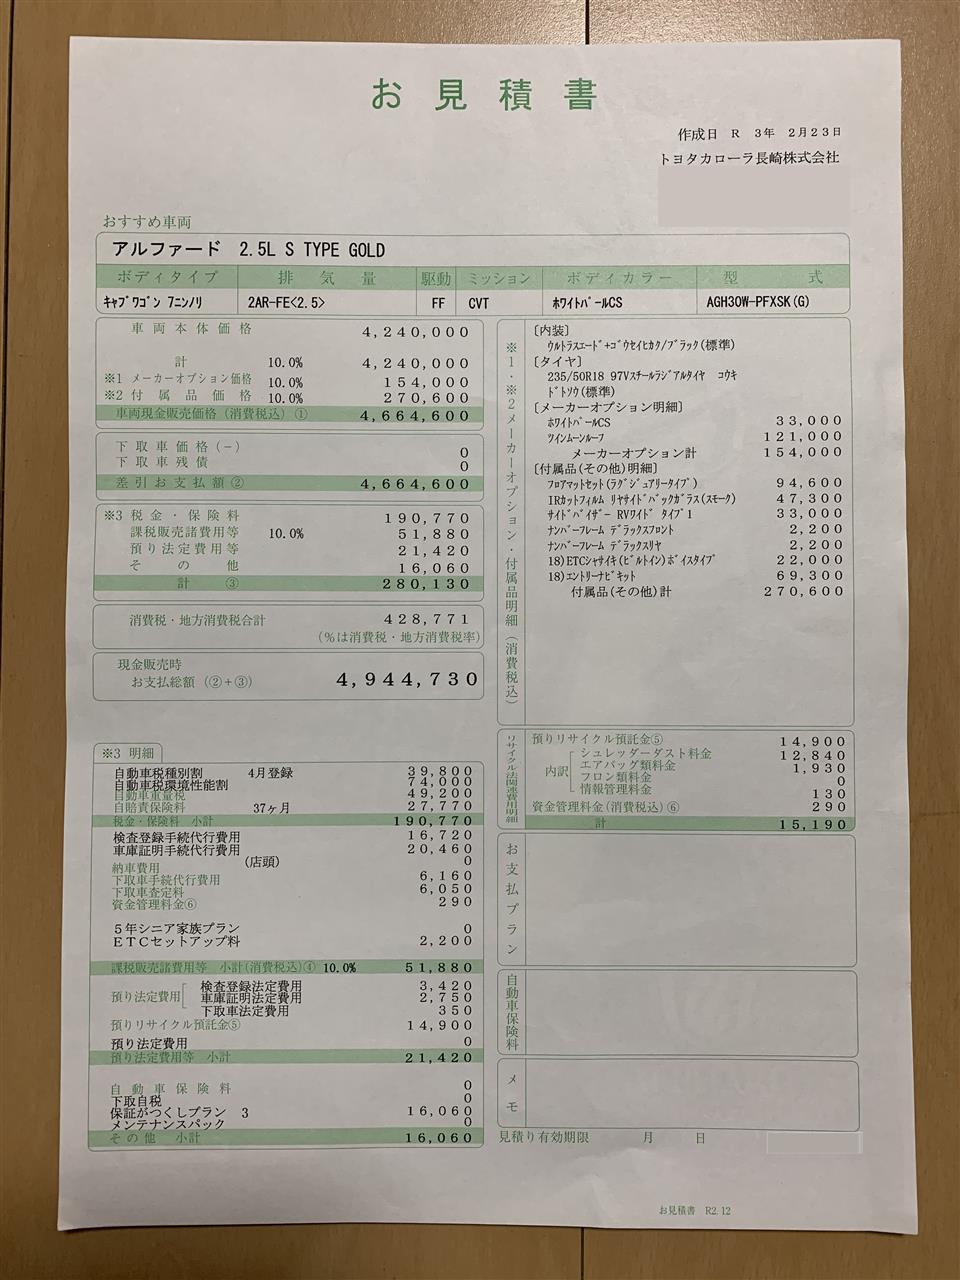 お見積書
作成日 R 3年 2月23日
トヨタカローラ長崎株式会社
おすすめ車両
アルファード 2.5L S TYPE GOLD
ボディタイプ 排気量 駆動 ミッション ボディカラー 型式
ｷｬﾌﾞﾜｺﾞﾝ 7ﾆﾝﾉﾘ 2AR-FE<2.5> FF CVT ﾎﾜｲﾄﾊﾟｰﾙCS AGH30W-PFXSK(G)
車両本体価格 4,240,000
計 10.0% 4,240,000
※1 メーカーオプション価格 10.0% 154,000
※2 付属品価格 10.0% 270,600
車両現金販売価格(消費税込)① 4,664,600
下取車価格(−) 0
下取車残債 0
差引お支払額② 4,664,600
※3 税金・保険料 190,770
課税販売諸費用等 10.0% 51,880
預り法定費用等 21,420
その他 16,060
計 ③ 280,130
消費税・地方消費税合計 428,771
(%は消費税・地方消費税率)
現金販売時
お支払総額 (②+③) 4,944,730
※3 明細
自動車税種別割 4月登録 39,800
自動車税環境性能割 74,000
自動車重量税 49,200
自賠責保険料 37ヶ月 27,770
税金・保険料 小計 190,770
検査登録手続代行費用 16,720
車庫証明手続代行費用 20,460
(店頭) 0
納車費用
下取車手続代行費用 6,160
下取車査定料 6,050
資金管理料金⑥ 290
5年シニア家族プラン 0
ETCセットアップ料 2,200
課税販売諸費用等 小計(消費税込)④ 10.0% 51,880
預り法定費用
検査登録法定費用 3,420
車庫証明法定費用 2,750
下取車法定費用 350
預りリサイクル預託金⑤ 14,900
預り法定費用 0
預り法定費用等 小計 21,420
自動車保険料 0
下取自税 0
保証がつくしプラン 3 16,060
メンテナンスパック 0
その他 小計 16,060
※1・※2メーカーオプション・付属品明細(消費税込)
[内装]
ｳﾙﾄﾗｽｴｰﾄﾞ+ｺﾞｳｾｲﾋｶｸ/ﾌﾞﾗｯｸ(標準)
[タイヤ]
235/50R18 97Vｽﾁｰﾙﾗｼﾞｱﾙﾀｲﾔ ｺｳｷ
ﾄﾞﾄｿｳ(標準)
[メーカーオプション明細]
ﾎﾜｲﾄﾊﾟｰﾙCS 33,000
ﾂｲﾝﾑｰﾝﾙｰﾌ 121,000
メーカーオプション計 154,000
[付属品(その他)明細]
ﾌﾛｱﾏｯﾄｾｯﾄ(ﾗｸﾞｼﾞｭｱﾘｰﾀｲﾌﾟ) 94,600
IRｶｯﾄﾌｨﾙﾑ ﾘﾔｻｲﾄﾞﾊﾞｯｸｶﾞﾗｽ(ｽﾓｰｸ) 47,300
ｻｲﾄﾞﾊﾞｲｻﾞｰ RVﾜｲﾄﾞ ﾀｲﾌﾟ1 33,000
ﾅﾝﾊﾞｰﾌﾚｰﾑ ﾃﾞﾗｯｸｽﾌﾛﾝﾄ 2,200
ﾅﾝﾊﾞｰﾌﾚｰﾑ ﾃﾞﾗｯｸｽﾘﾔ 2,200
18)ETCｼｬｻｲｷ(ﾋﾞﾙﾄｲﾝ)ﾎﾞｲｽﾀｲﾌﾟ 22,000
18)ｴﾝﾄﾘｰﾅﾋﾞｷｯﾄ 69,300
付属品(その他)計 270,600
リサイクル法関連費用明細
預りリサイクル預託金⑤ 14,900
内訳
シュレッダーダスト料金 12,840
エアバッグ類料金 1,930
フロン類料金 0
情報管理料金 130
資金管理料金(消費税込)⑥ 290
計 15,190
お支払プラン
自動車保険料
メモ
見積り有効期限 月 日
お見積書 R2.12